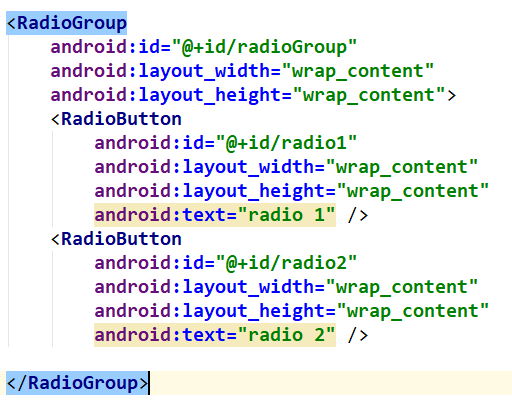 <RadioGroup
android:id="@+id/radioGroup"
android:layout_width="wrap_content"
android:layout_height="wrap_content">
<RadioButton
android:id="@+id/radio1"
android:layout_width="wrap_content"
android:layout_height="wrap_content"
android:text="radio 1" />
<RadioButton
android:id="@+id/radio2"
android:layout_width="wrap_content"
android:layout_height="wrap_content"
android:text="radio 2" />
</RadioGroup>